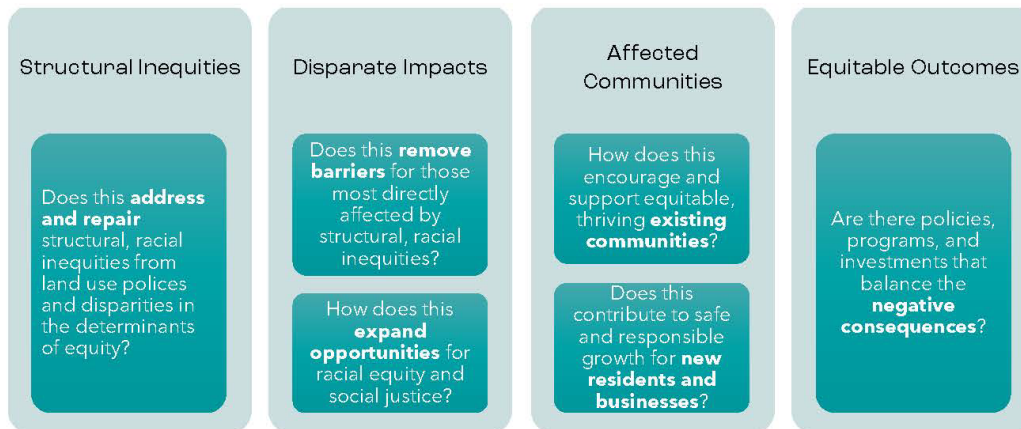 Structural Inequities
Does this address
and repair
structural, racial
inequities from
land use polices
and disparities in
the determinants
of equity?
Disparate Impacts
Does this remove
barriers for those
most directly
affected by
structural, racial
inequities?
How does this
expand
opportunities for
racial equity and
social justice?
Affected
Communities
How does this
encourage and
support equitable,
thriving existing
communities?
Does this
contribute to safe
and responsible
growth for new
residents and
businesses?
Equitable Outcomes
Are there policies,
programs, and
investments that
balance the
negative
consequences?